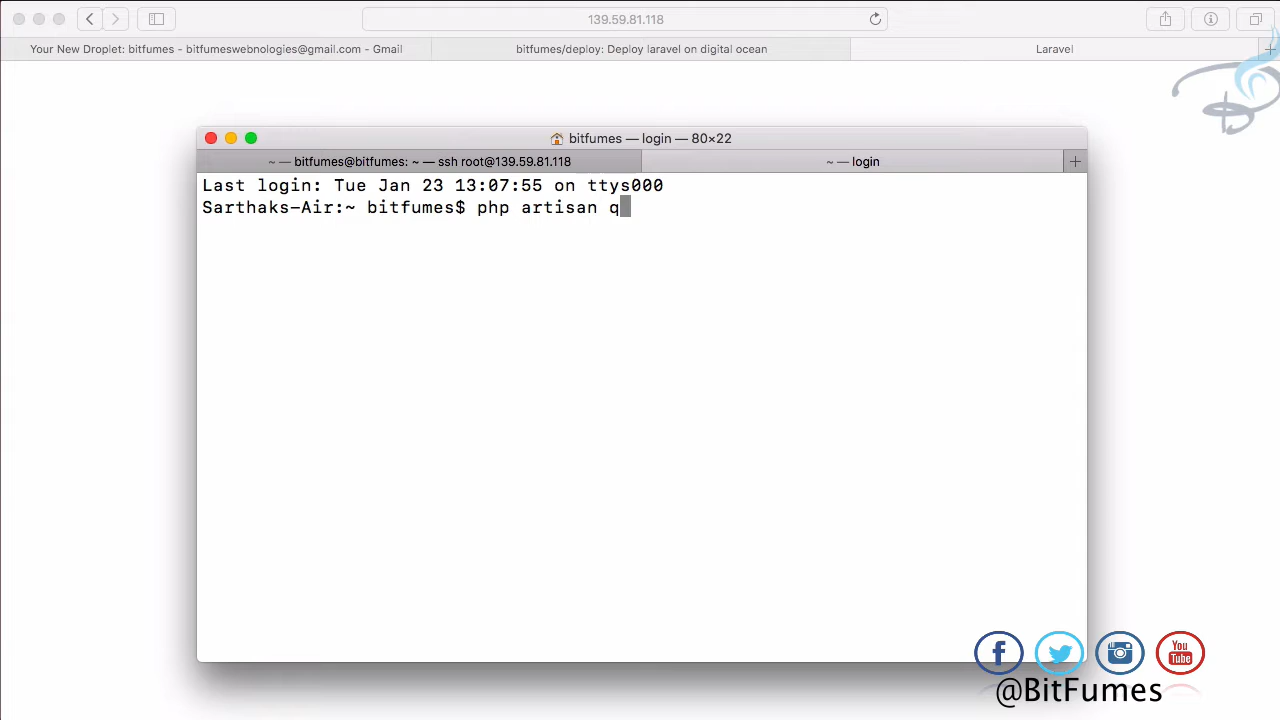 139.59.81.118
Your New Droplet: bitfumes - bitfumeswebnologies@gmail.com - Gmail
bitfumes/deploy: Deploy laravel on digital ocean
Laravel
bitfumes — login — 80×22
~ — bitfumes@bitfumes: ~ — ssh root@139.59.81.118
~ — login
Last login: Tue Jan 23 13:07:55 on ttys000
Sarthaks-Air:~ bitfumes$ php artisan q
You
Tube
@BitFumes